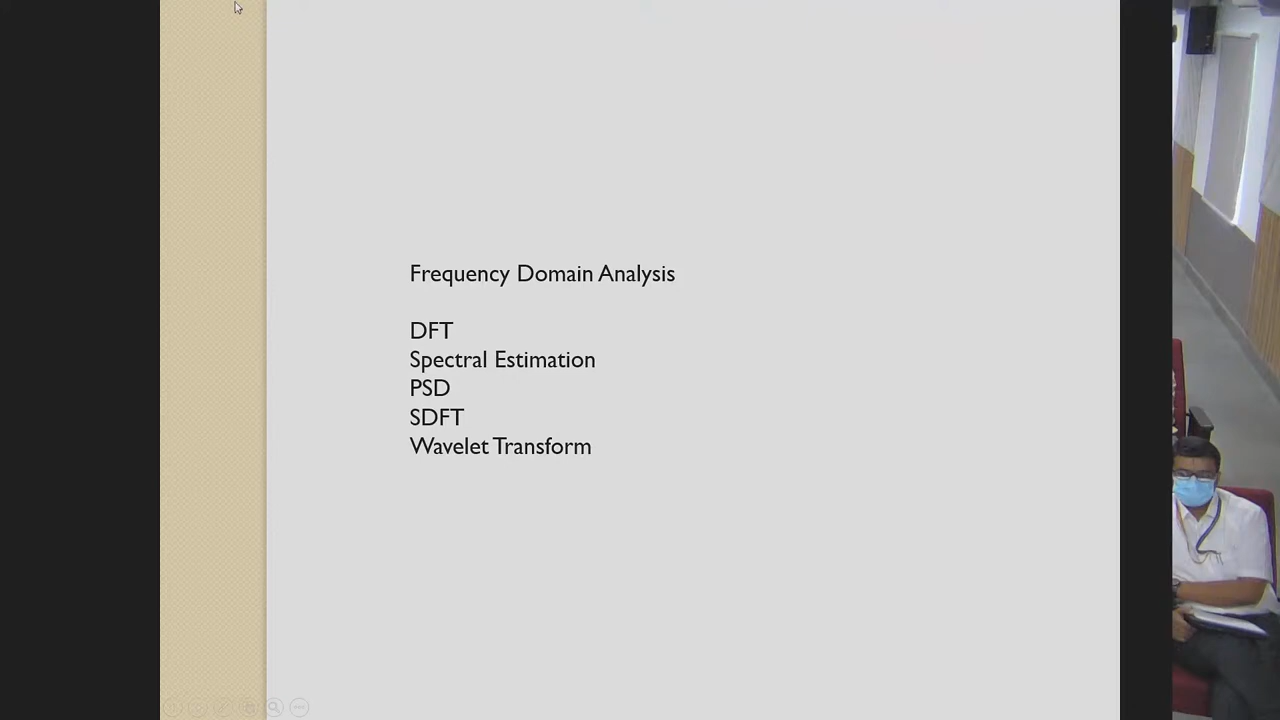 Frequency Domain Analysis
DFT
Spectral Estimation
PSD
SDFT
Wavelet Transform